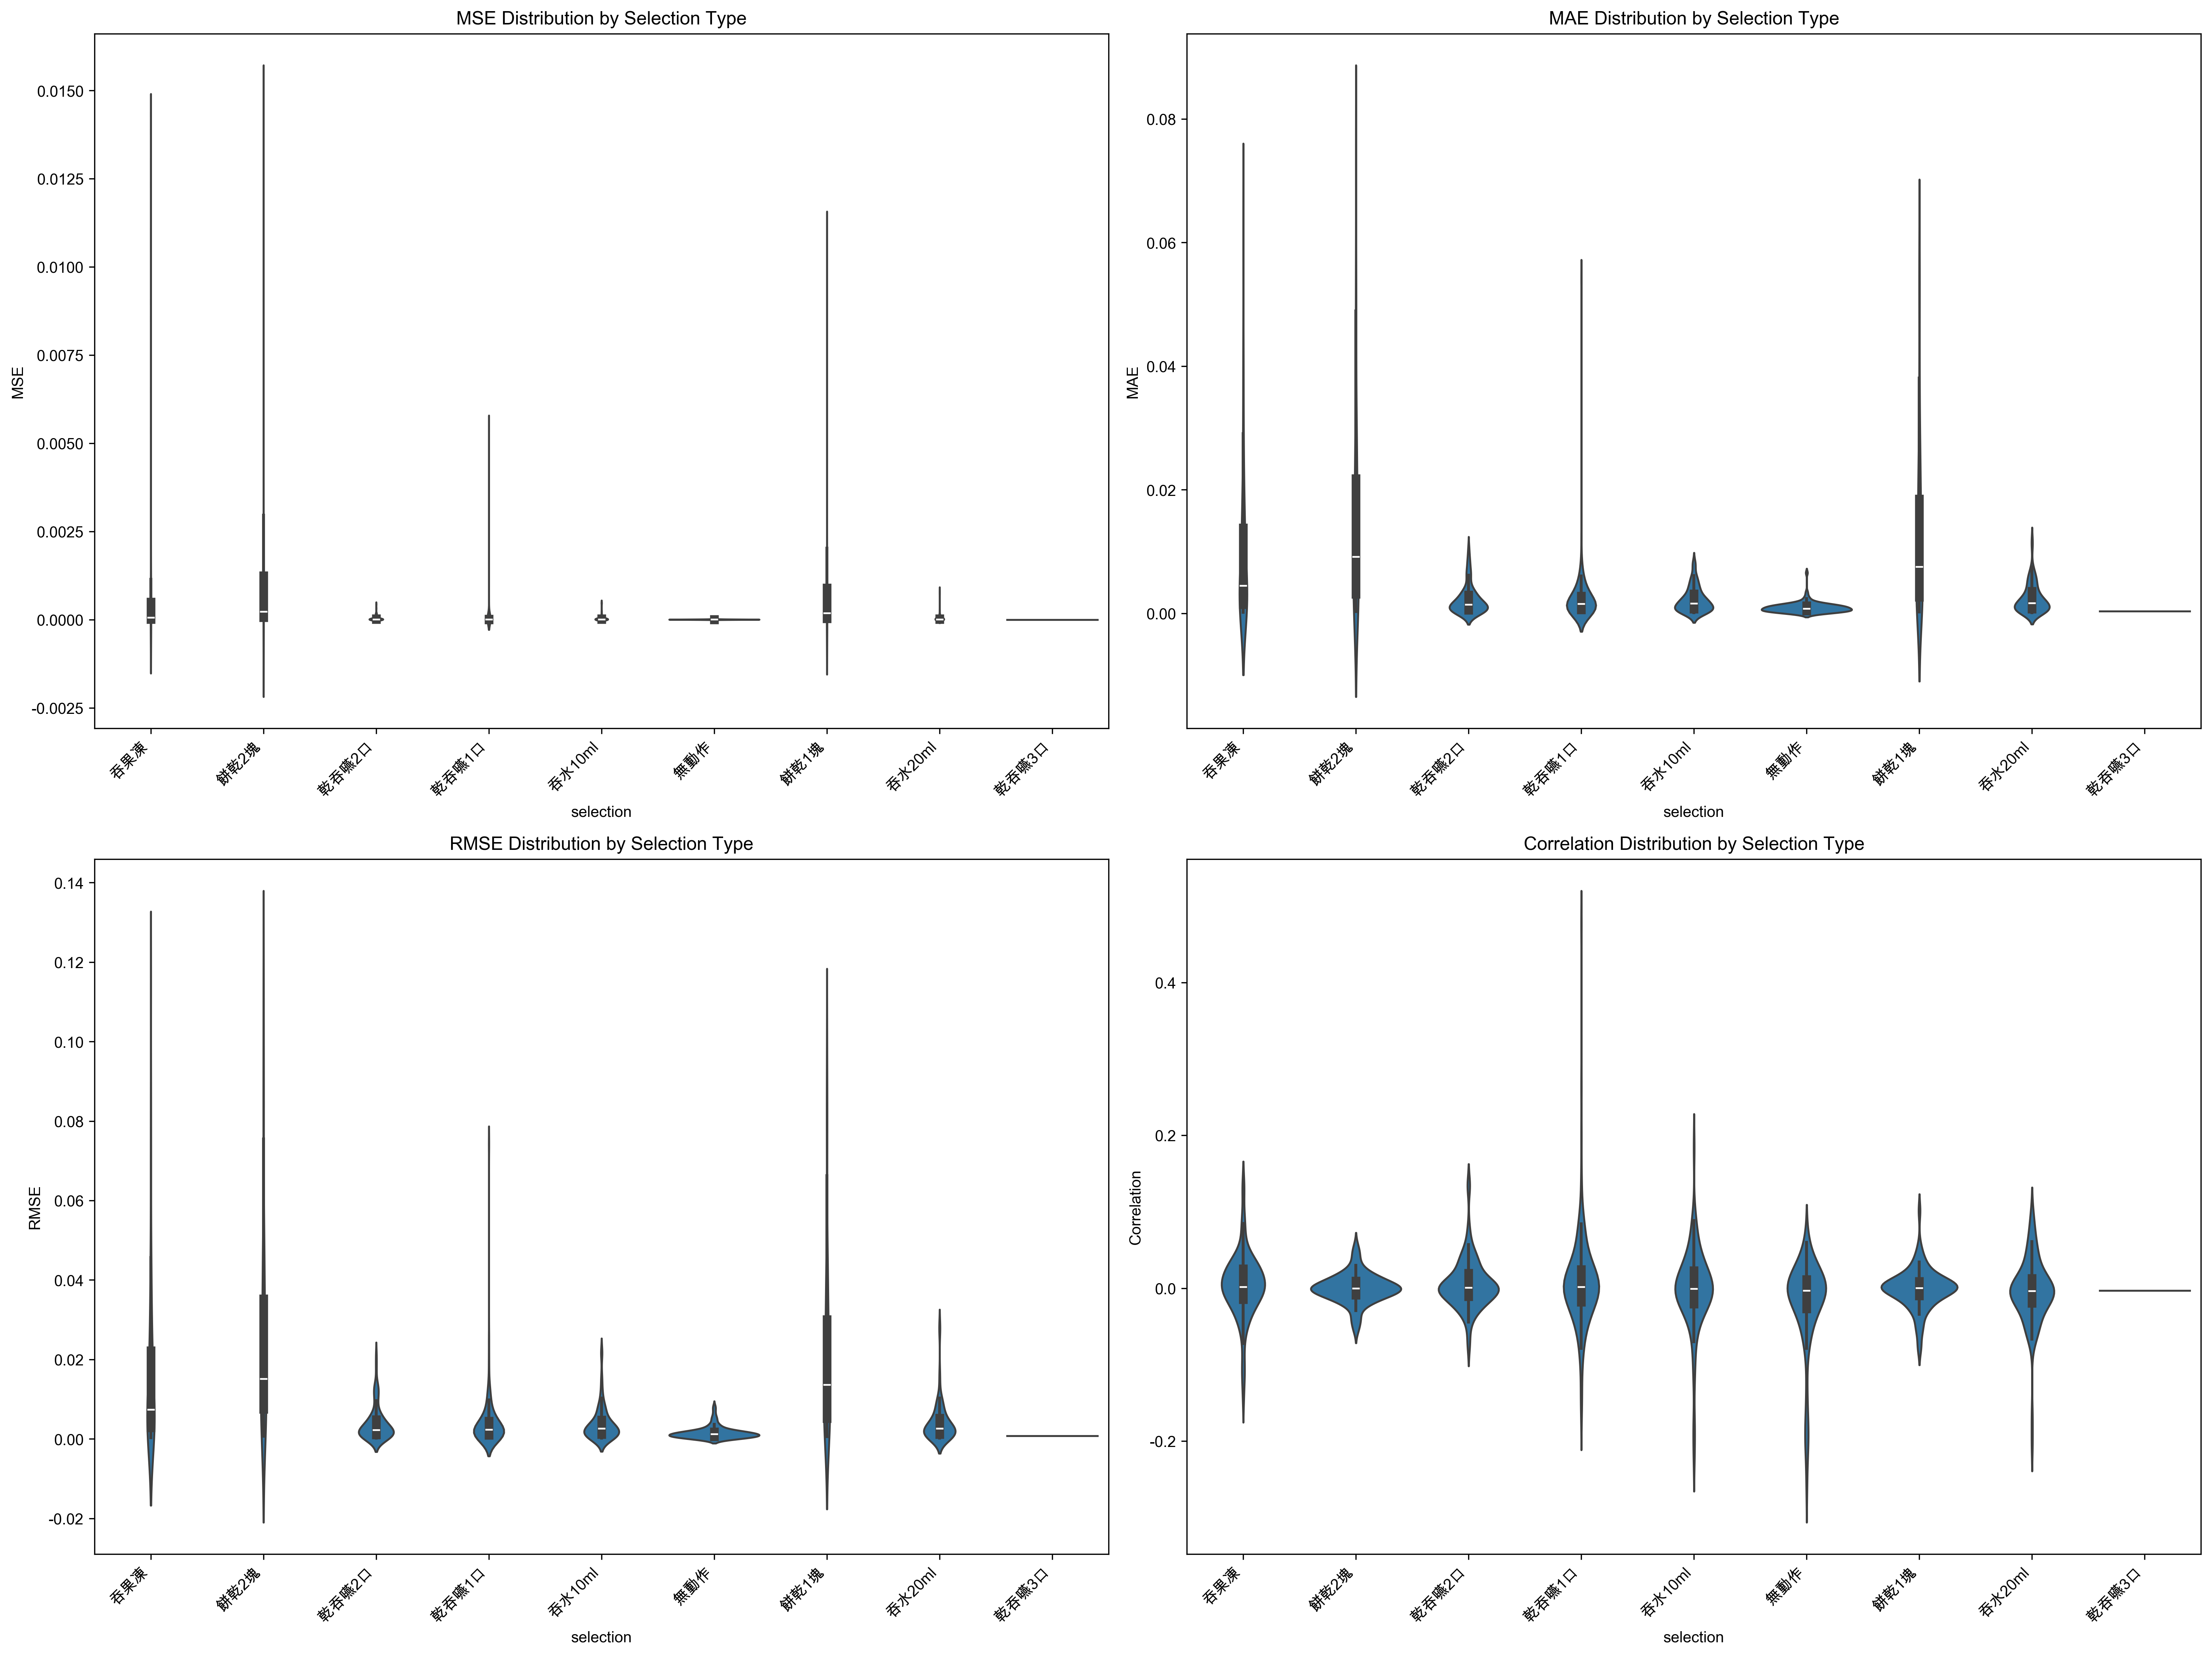 MSE Distribution by Selection Type
MSE
0.0150
0.0125
0.0100
0.0075
0.0050
0.0025
0.0000
-0.0025
吞果凍
餅乾2塊
乾吞嚥2口
乾吞嚥1口
吞水10ml
無動作
餅乾1塊
吞水20ml
乾吞嚥3口
selection
MAE Distribution by Selection Type
MAE
0.08
0.06
0.04
0.02
0.00
吞果凍
餅乾2塊
乾吞嚥2口
乾吞嚥1口
吞水10ml
無動作
餅乾1塊
吞水20ml
乾吞嚥3口
selection
RMSE Distribution by Selection Type
RMSE
0.14
0.12
0.10
0.08
0.06
0.04
0.02
0.00
-0.02
吞果凍
餅乾2塊
乾吞嚥2口
乾吞嚥1口
吞水10ml
無動作
餅乾1塊
吞水20ml
乾吞嚥3口
selection
Correlation Distribution by Selection Type
Correlation
0.4
0.2
0.0
-0.2
吞果凍
餅乾2塊
乾吞嚥2口
乾吞嚥1口
吞水10ml
無動作
餅乾1塊
吞水20ml
乾吞嚥3口
selection